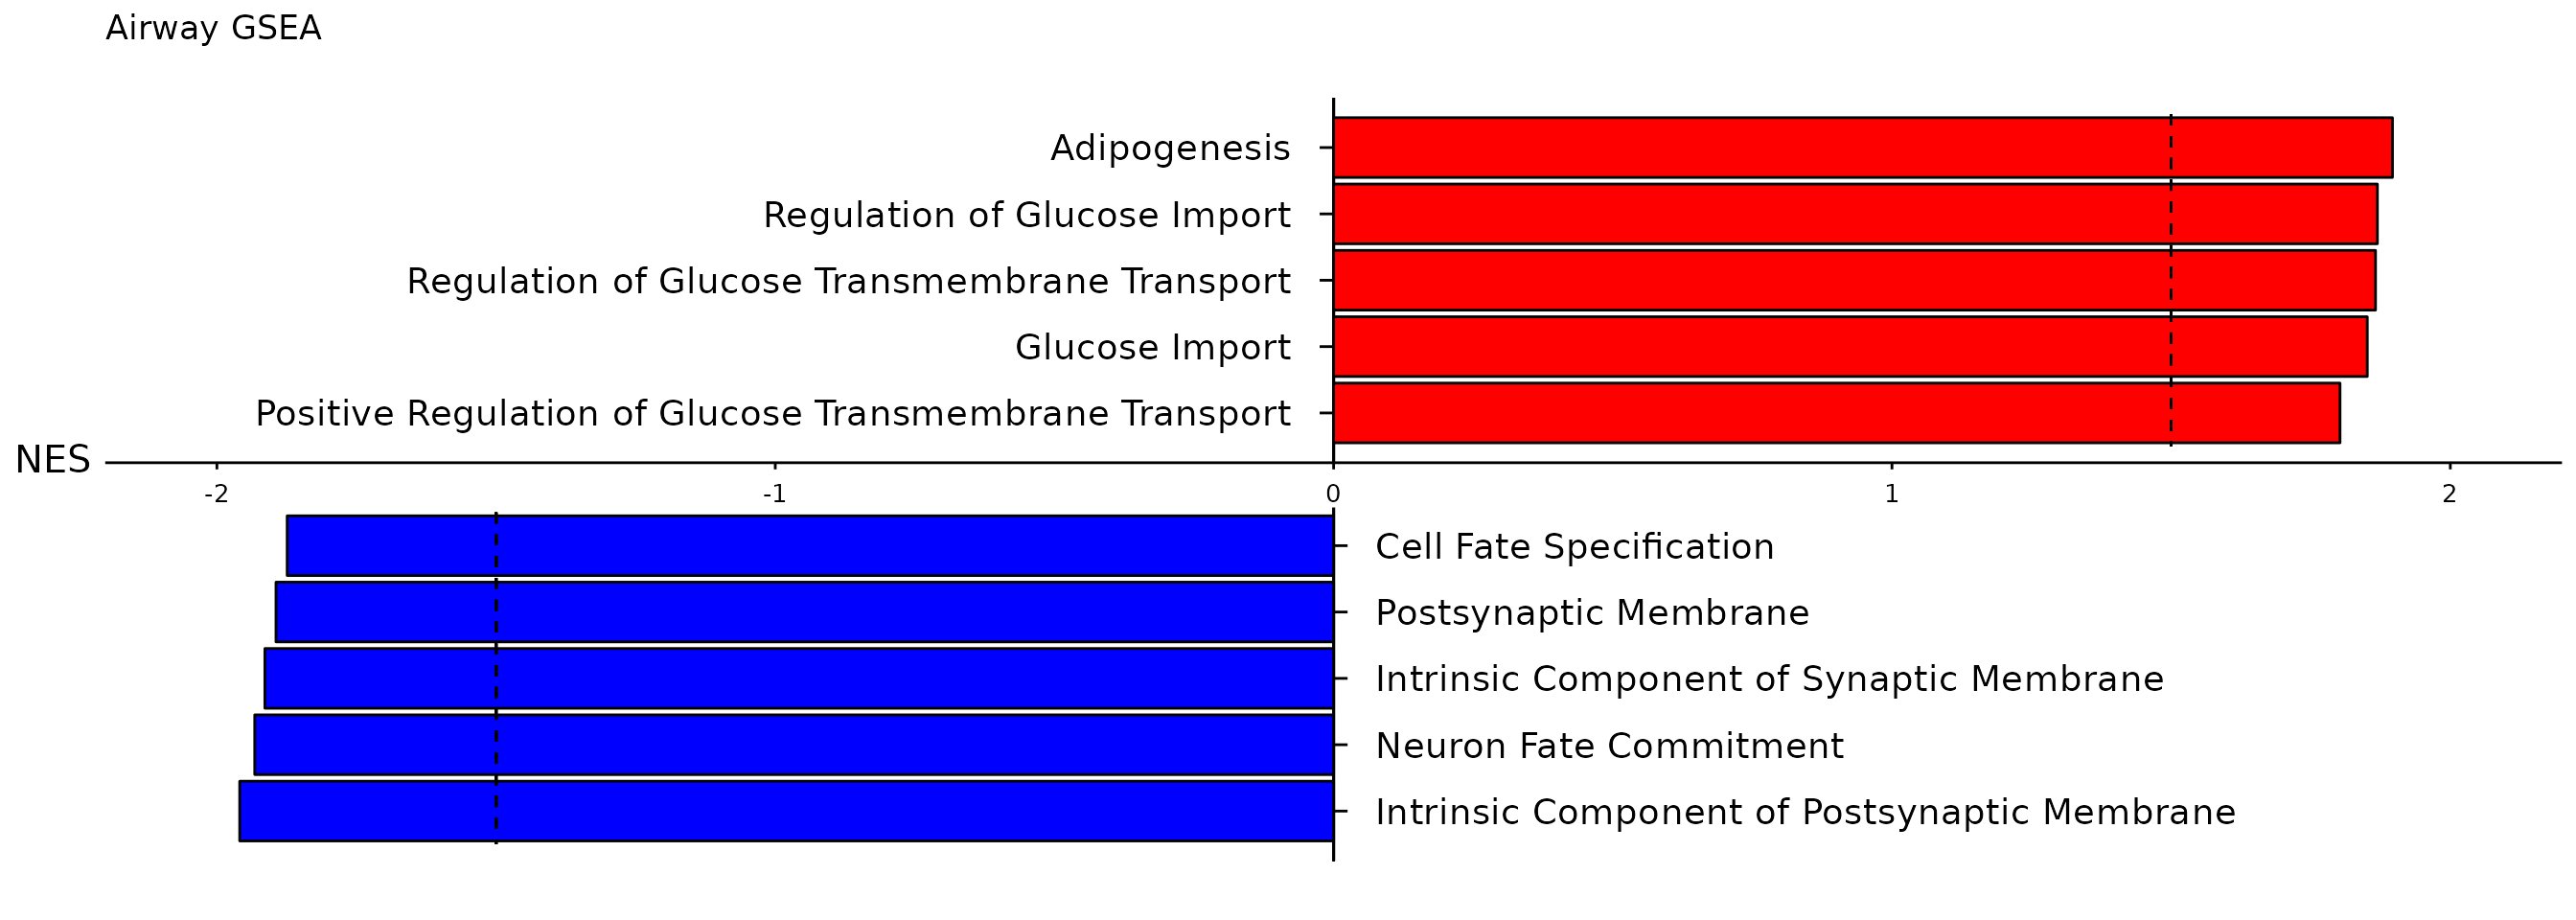 Airway GSEA
Adipogenesis
Regulation of Glucose Import
Regulation of Glucose Transmembrane Transport
Glucose Import
Positive Regulation of Glucose Transmembrane Transport
NES
-2 -1 0 1 2
Cell Fate Specification
Postsynaptic Membrane
Intrinsic Component of Synaptic Membrane
Neuron Fate Commitment
Intrinsic Component of Postsynaptic Membrane